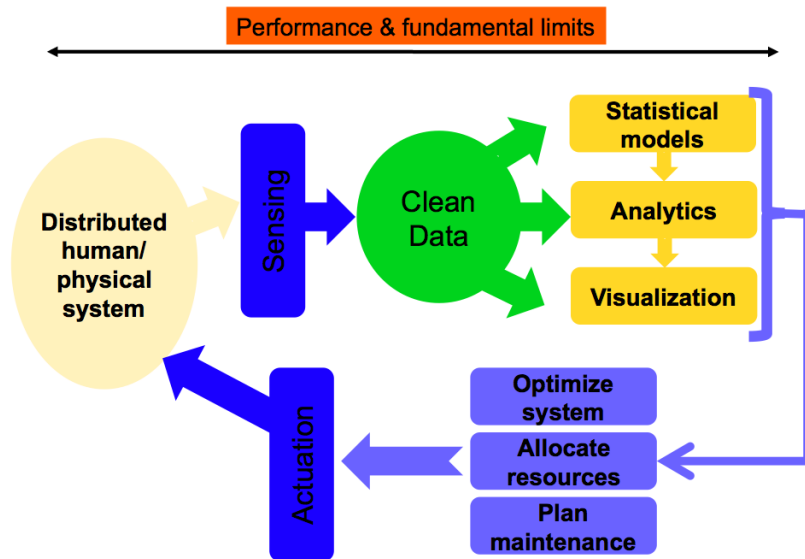 Performance & fundamental limits
Distributed
human/
physical
system
Sensing
Clean
Data
Statistical
models
Analytics
Visualization
Optimize
system
Allocate
resources
Plan
maintenance
Actuation